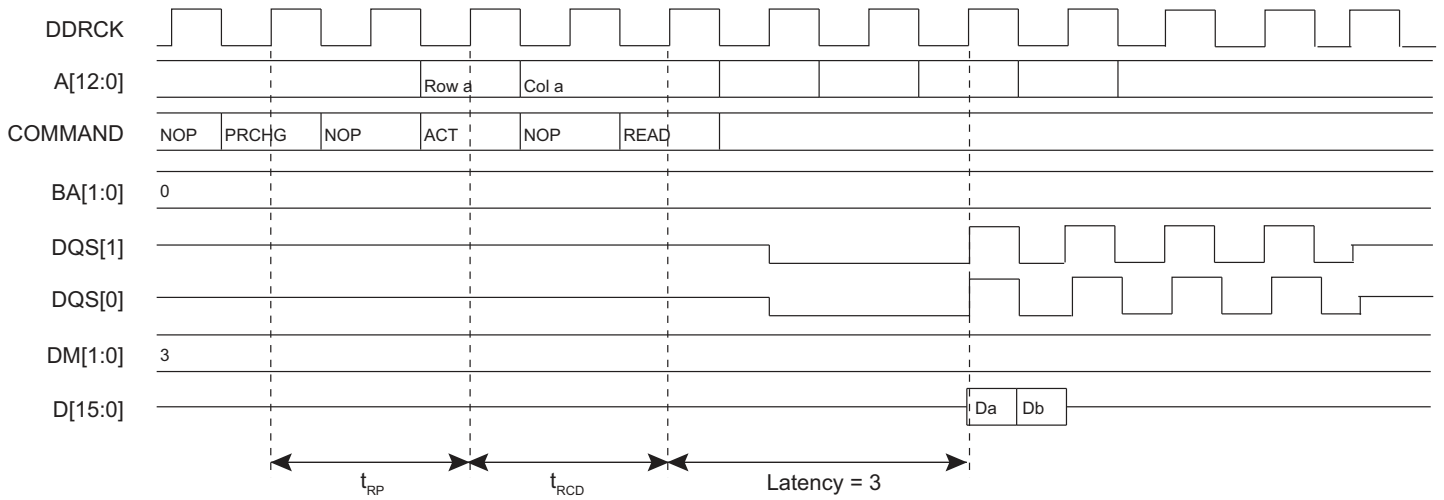 DDRCK
A[12:0] Row a Col a
COMMAND NOP PRCHG NOP ACT NOP READ
BA[1:0] 0
DQS[1]
DQS[0]
DM[1:0] 3
D[15:0] Da Db
tRP tRCD Latency = 3